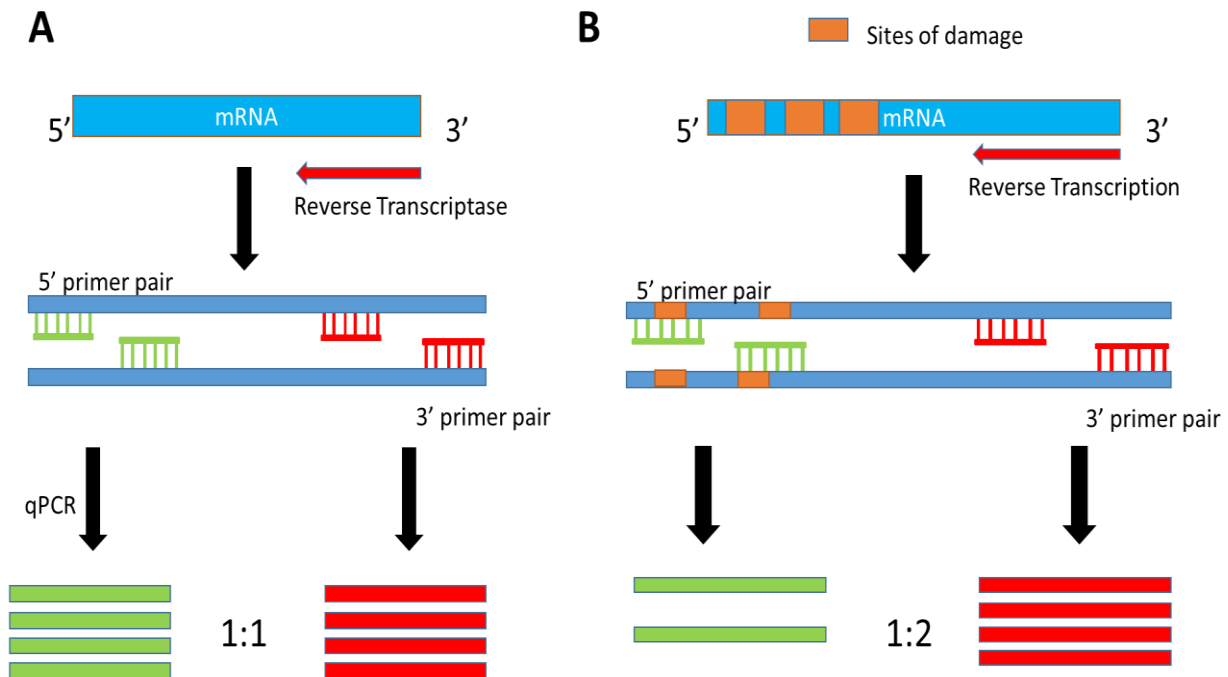 A
mRNA
5’
3’
Reverse Transcriptase
5’ primer pair
3’ primer pair
qPCR
1:1
B
Sites of damage
mRNA
5’
3’
Reverse Transcription
5’ primer pair
3’ primer pair
1:2